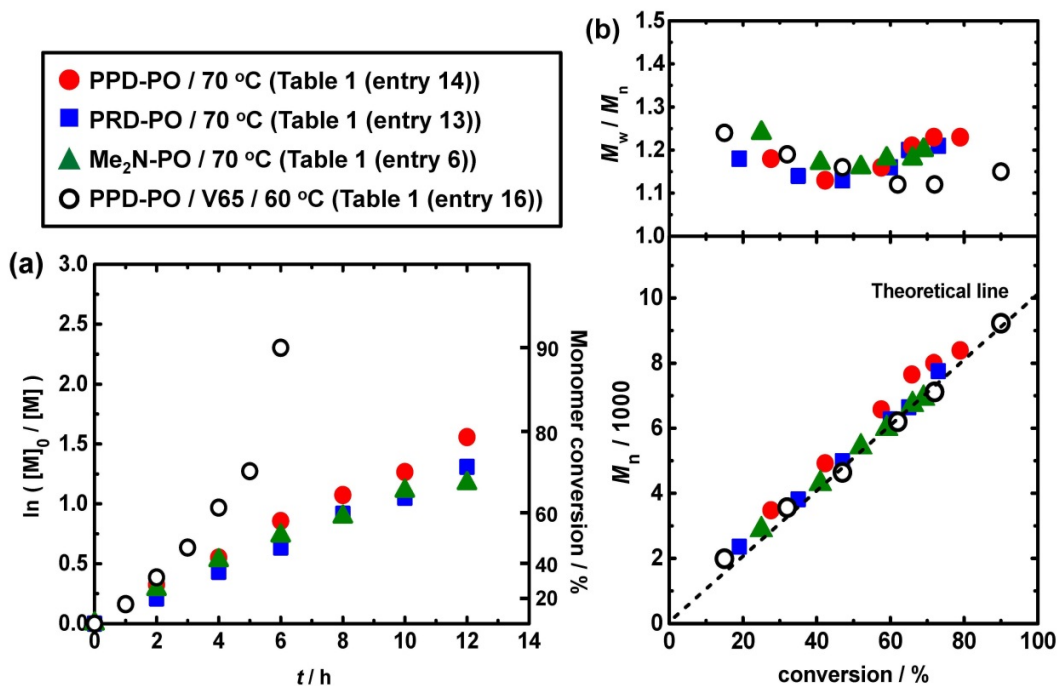 PPD-PO / 70 °C (Table 1 (entry 14))
PRD-PO / 70 °C (Table 1 (entry 13))
Me₂N-PO / 70 °C (Table 1 (entry 6))
PPD-PO / V65 / 60 °C (Table 1 (entry 16))
(a)
3.0
2.5
2.0
1.5
1.0
0.5
0.0
ln ( [M]₀ / [M] )
90
80
60
40
20
Monomer conversion / %
0 2 4 6 8 10 12 14
t / h
(b)
1.5
1.4
1.3
1.2
1.1
1.0
Mw / Mn
Theoretical line
10
8
6
4
2
0
Mn / 1000
0 20 40 60 80 100
conversion / %